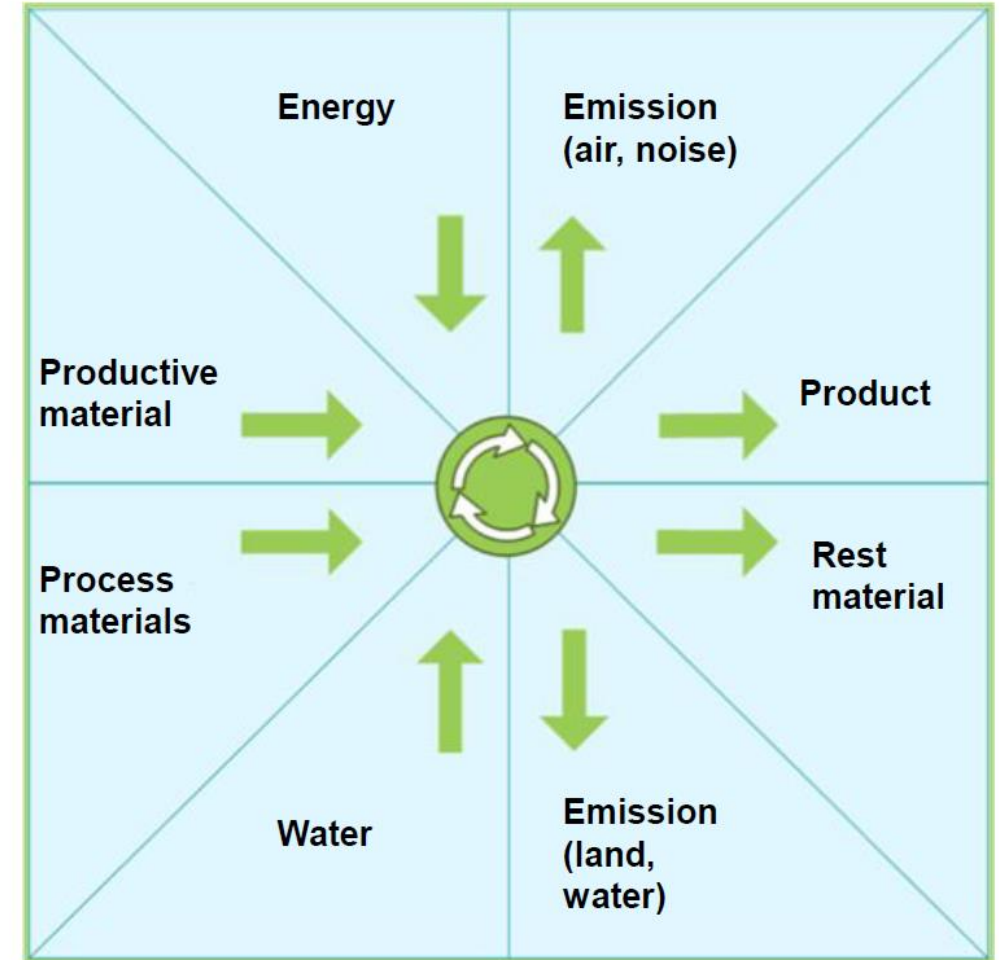 Energy
Emission
(air, noise)
Productive
material
Product
Process
materials
Rest
material
Water
Emission
(land,
water)